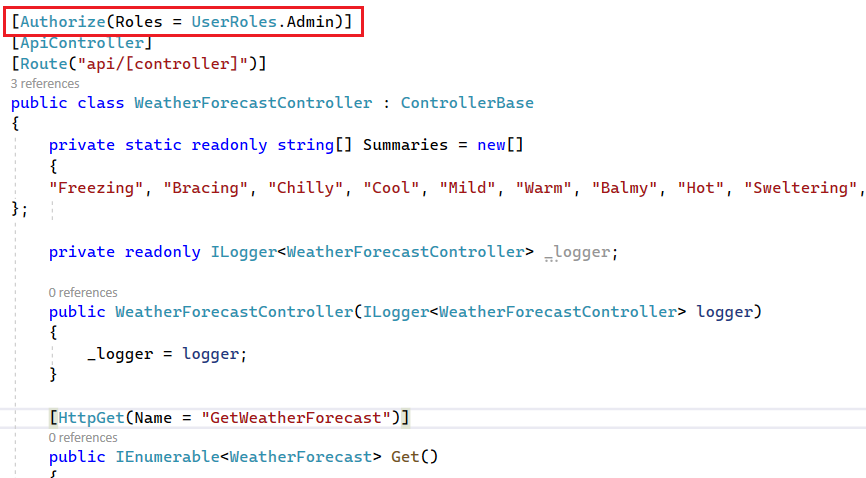 [Authorize(Roles = UserRoles.Admin)]
[ApiController]
[Route("api/[controller]")]
3 references
public class WeatherForecastController : ControllerBase
{
private static readonly string[] Summaries = new[]
{
"Freezing", "Bracing", "Chilly", "Cool", "Mild", "Warm", "Balmy", "Hot", "Sweltering",
};
private readonly ILogger<WeatherForecastController> _logger;
0 references
public WeatherForecastController(ILogger<WeatherForecastController> logger)
{
_logger = logger;
}
[HttpGet(Name = "GetWeatherForecast")]
0 references
public IEnumerable<WeatherForecast> Get()
{